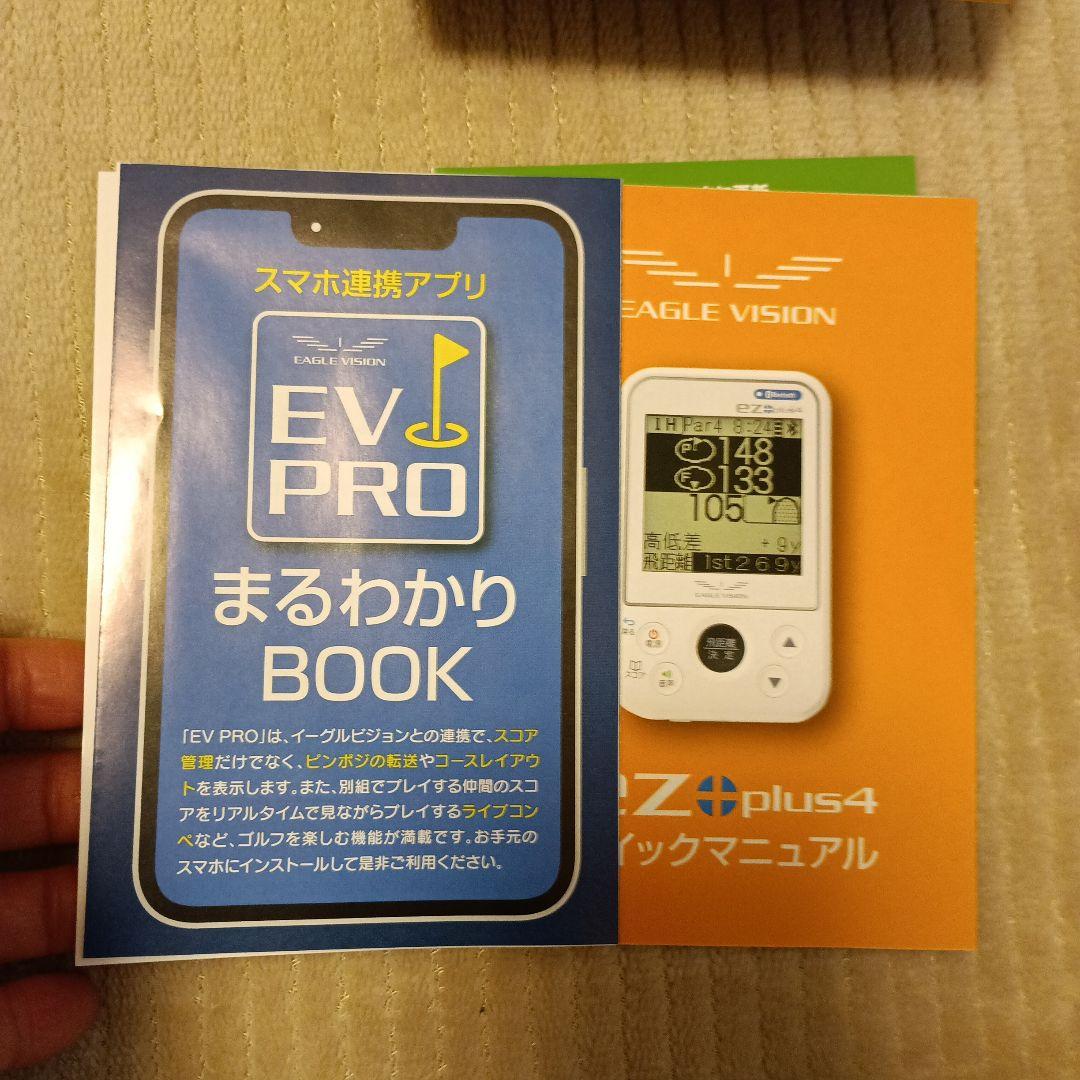 スマホ連携アプリ
EAGLE VISION
EV
PRO
まるわかり
BOOK
「EV PRO」は、イーグルビジョンとの連携で、スコア
管理だけでなく、ピンポジの転送やコースレイアウ
トを表示します。また、別組でプレイする仲間のスコ
アをリアルタイムで見ながらプレイするライブコン
ペなど、ゴルフを楽しむ機能が満載です。お手元の
スマホにインストールして是非ご利用ください。
EAGLE VISION
Bluetooth
ez plus4
1H Par4 8:24
P 148
F 133
105
高低差 +9y
飛距離 1st269y
EAGLE VISION
戻る
電源
飛距離
決定
スコア
音声
ez plus4
イックマニュアル